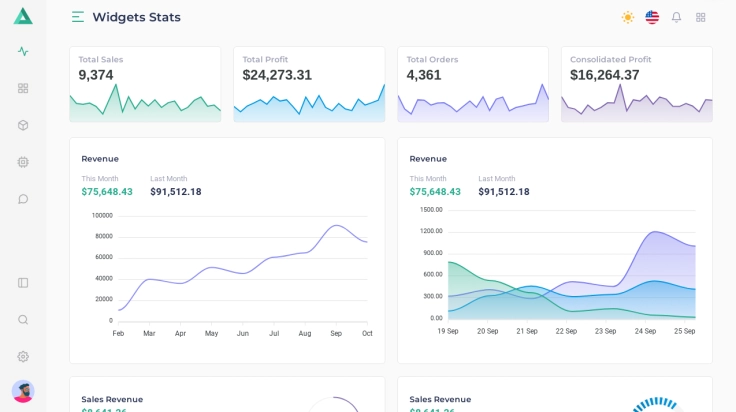 Widgets Stats
Total Sales
9,374
Total Profit
$24,273.31
Total Orders
4,361
Consolidated Profit
$16,264.37
Revenue
This Month Last Month
$75,648.43 $91,512.18
100000
80000
60000
40000
20000
0
Feb Mar Apr May Jun Jul Aug Sep Oct
Revenue
This Month Last Month
$75,648.43 $91,512.18
1500.00
1200.00
900.00
600.00
300.00
0.00
19 Sep 20 Sep 21 Sep 22 Sep 23 Sep 24 Sep 25 Sep
Sales Revenue
Sales Revenue